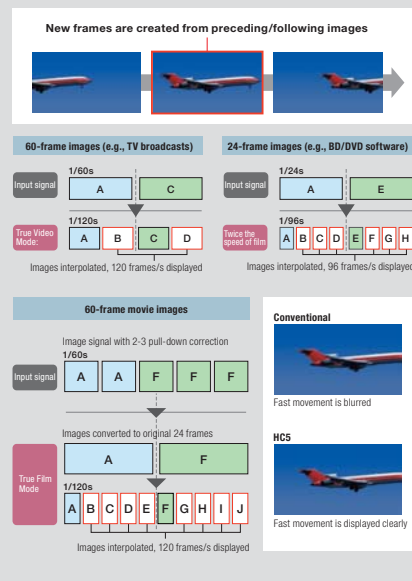 New frames are created from preceding/following images
60-frame images (e.g., TV broadcasts)
1/60s
Input signal
A
C
1/120s
True Video
Mode:
A
B
C
D
Images interpolated, 120 frames/s displayed
24-frame images (e.g., BD/DVD software)
1/24s
Input signal
A
E
1/96s
Twice the
speed of film
A
B
C
D
E
F
G
H
Images interpolated, 96 frames/s displayed
60-frame movie images
Image signal with 2-3 pull-down correction
1/60s
Input signal
A
A
F
F
F
Images converted to original 24 frames
A
F
True Film
Mode
1/120s
A
B
C
D
E
F
G
H
I
J
Images interpolated, 120 frames/s displayed
Conventional
Fast movement is blurred
HC5
Fast movement is displayed clearly